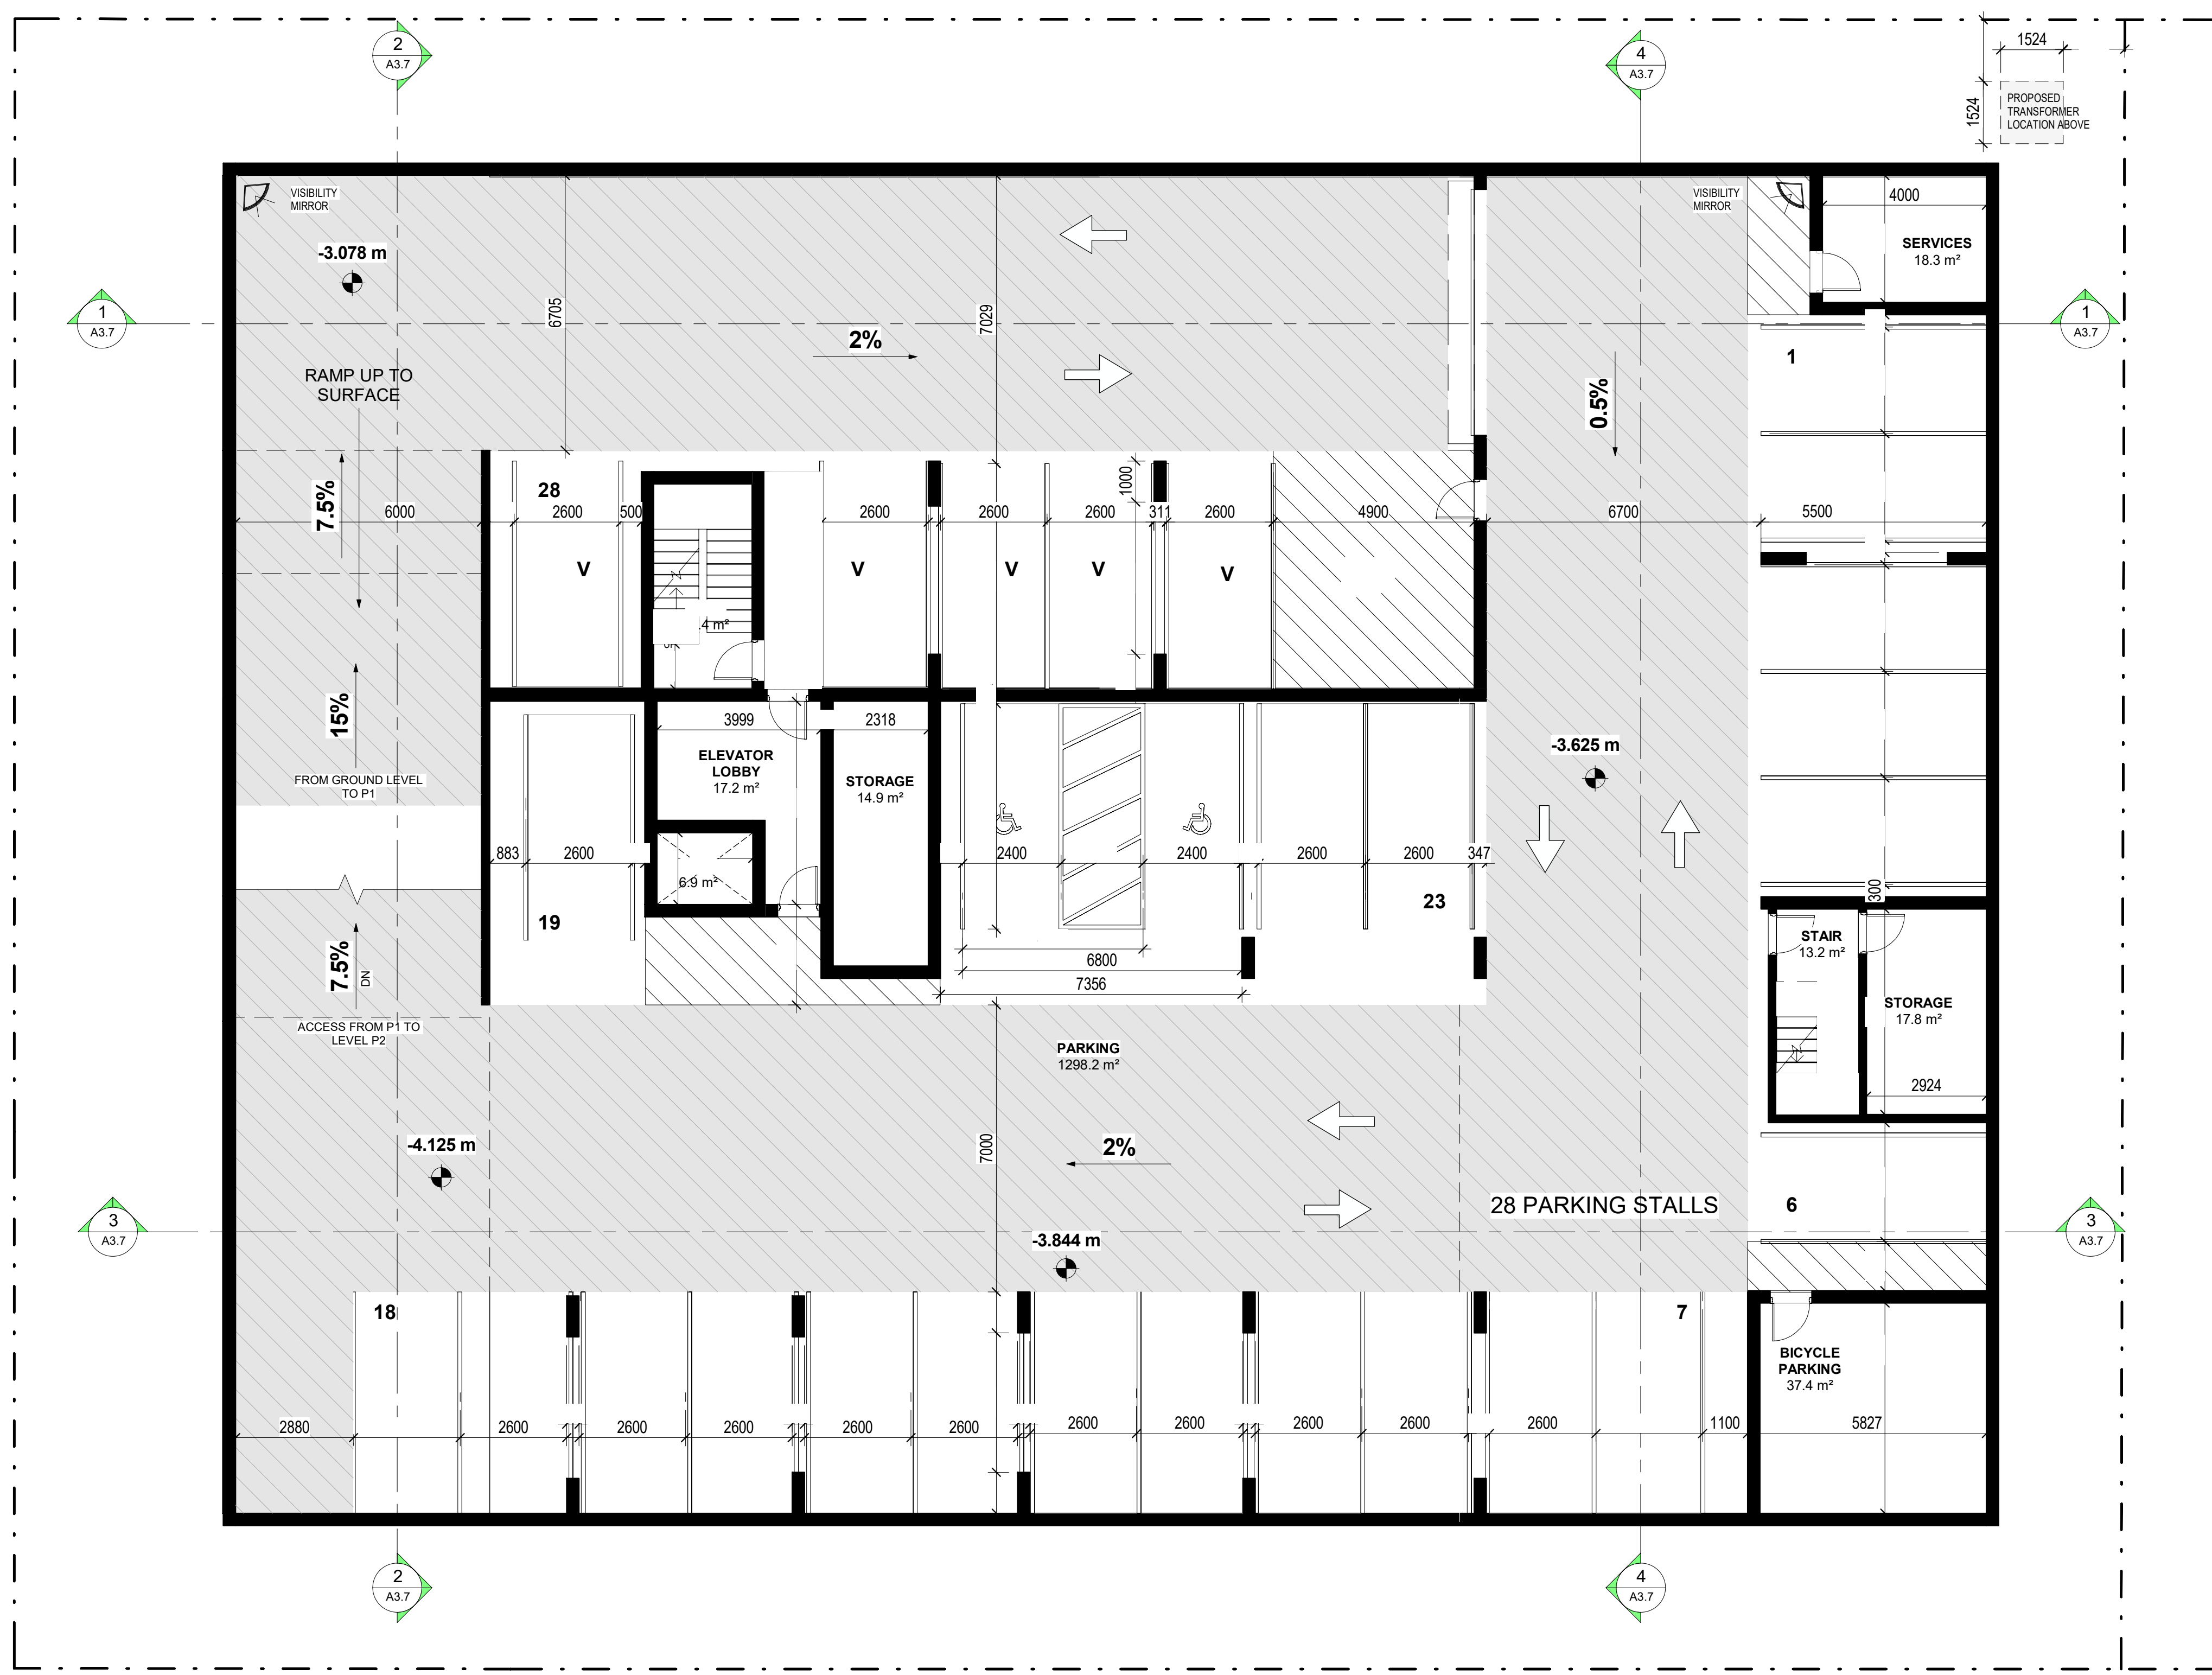 2
A3.7
4
A3.7
1524
1524
PROPOSED
TRANSFORMER
LOCATION ABOVE
VISIBILITY
MIRROR
VISIBILITY
MIRROR
4000
SERVICES
18.3 m²
-3.078 m
1
A3.7
1
A3.7
6705
7029
2%
1
RAMP UP TO
SURFACE
0.5%
28
7.5%
6000
2600
500
2600
2600
1000
2600
311
2600
4900
6700
5500
V
V
V
V
V
.4 m²
15%
3999
2318
ELEVATOR
LOBBY
17.2 m²
STORAGE
14.9 m²
-3.625 m
FROM GROUND LEVEL
TO P1
883
2600
2400
2400
2600
2600
347
6.9 m²
300
19
23
7.5%
DN
STAIR
13.2 m²
6800
7356
STORAGE
17.8 m²
ACCESS FROM P1 TO
LEVEL P2
PARKING
1298.2 m²
2924
-4.125 m
7000
2%
28 PARKING STALLS
6
3
A3.7
3
A3.7
-3.844 m
18
7
BICYCLE
PARKING
37.4 m²
2880
2600
2600
2600
2600
2600
2600
2600
2600
2600
2600
1100
5827
2
A3.7
4
A3.7